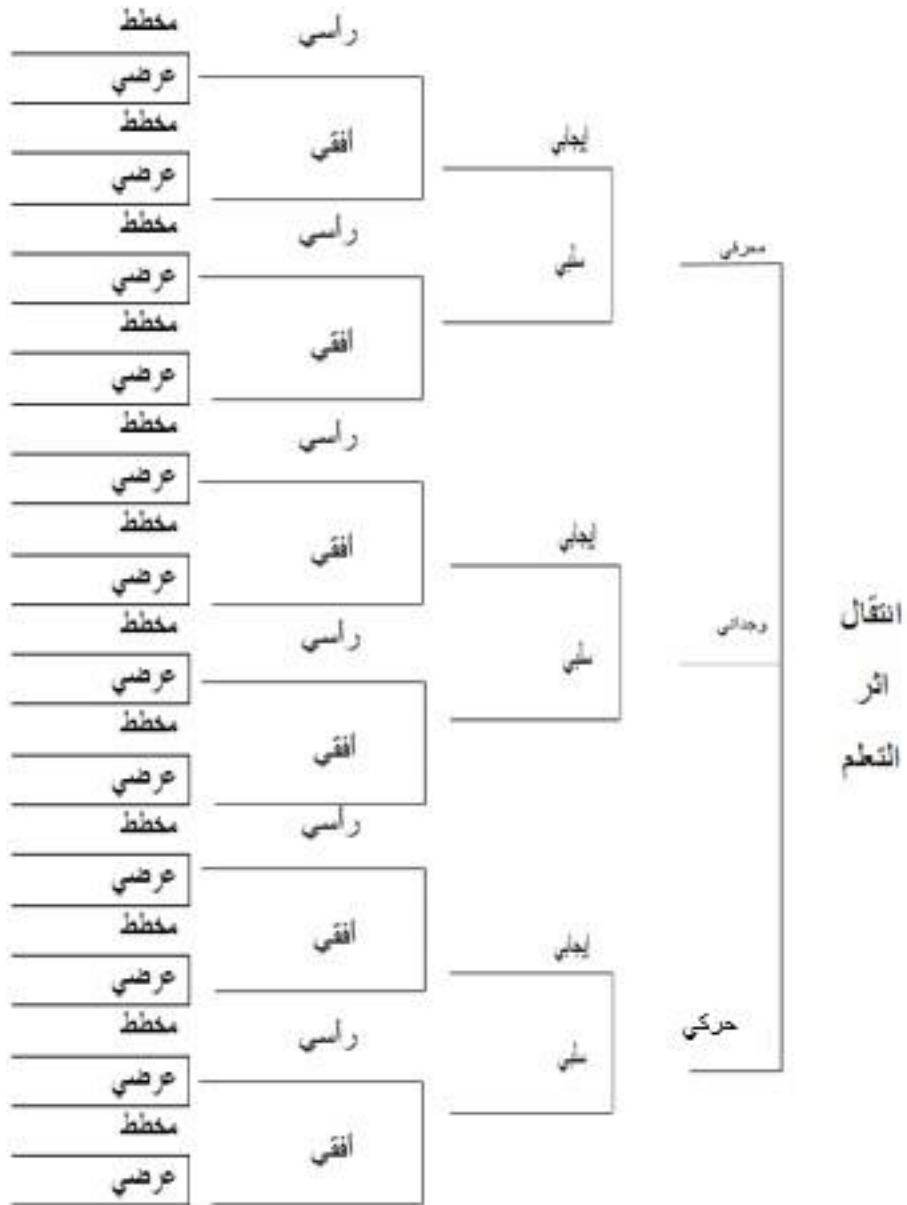 انتقال
اثر
التعلم
معرفي
وجداني
حركي
إيجابي
سلبي
إيجابي
سلبي
إيجابي
سلبي
راسي
افقي
راسي
افقي
راسي
افقي
راسي
افقي
راسي
افقي
راسي
افقي
مخطط
عرضي
مخطط
عرضي
مخطط
عرضي
مخطط
عرضي
مخطط
عرضي
مخطط
عرضي
مخطط
عرضي
مخطط
عرضي
مخطط
عرضي
مخطط
عرضي
مخطط
عرضي
مخطط
عرضي